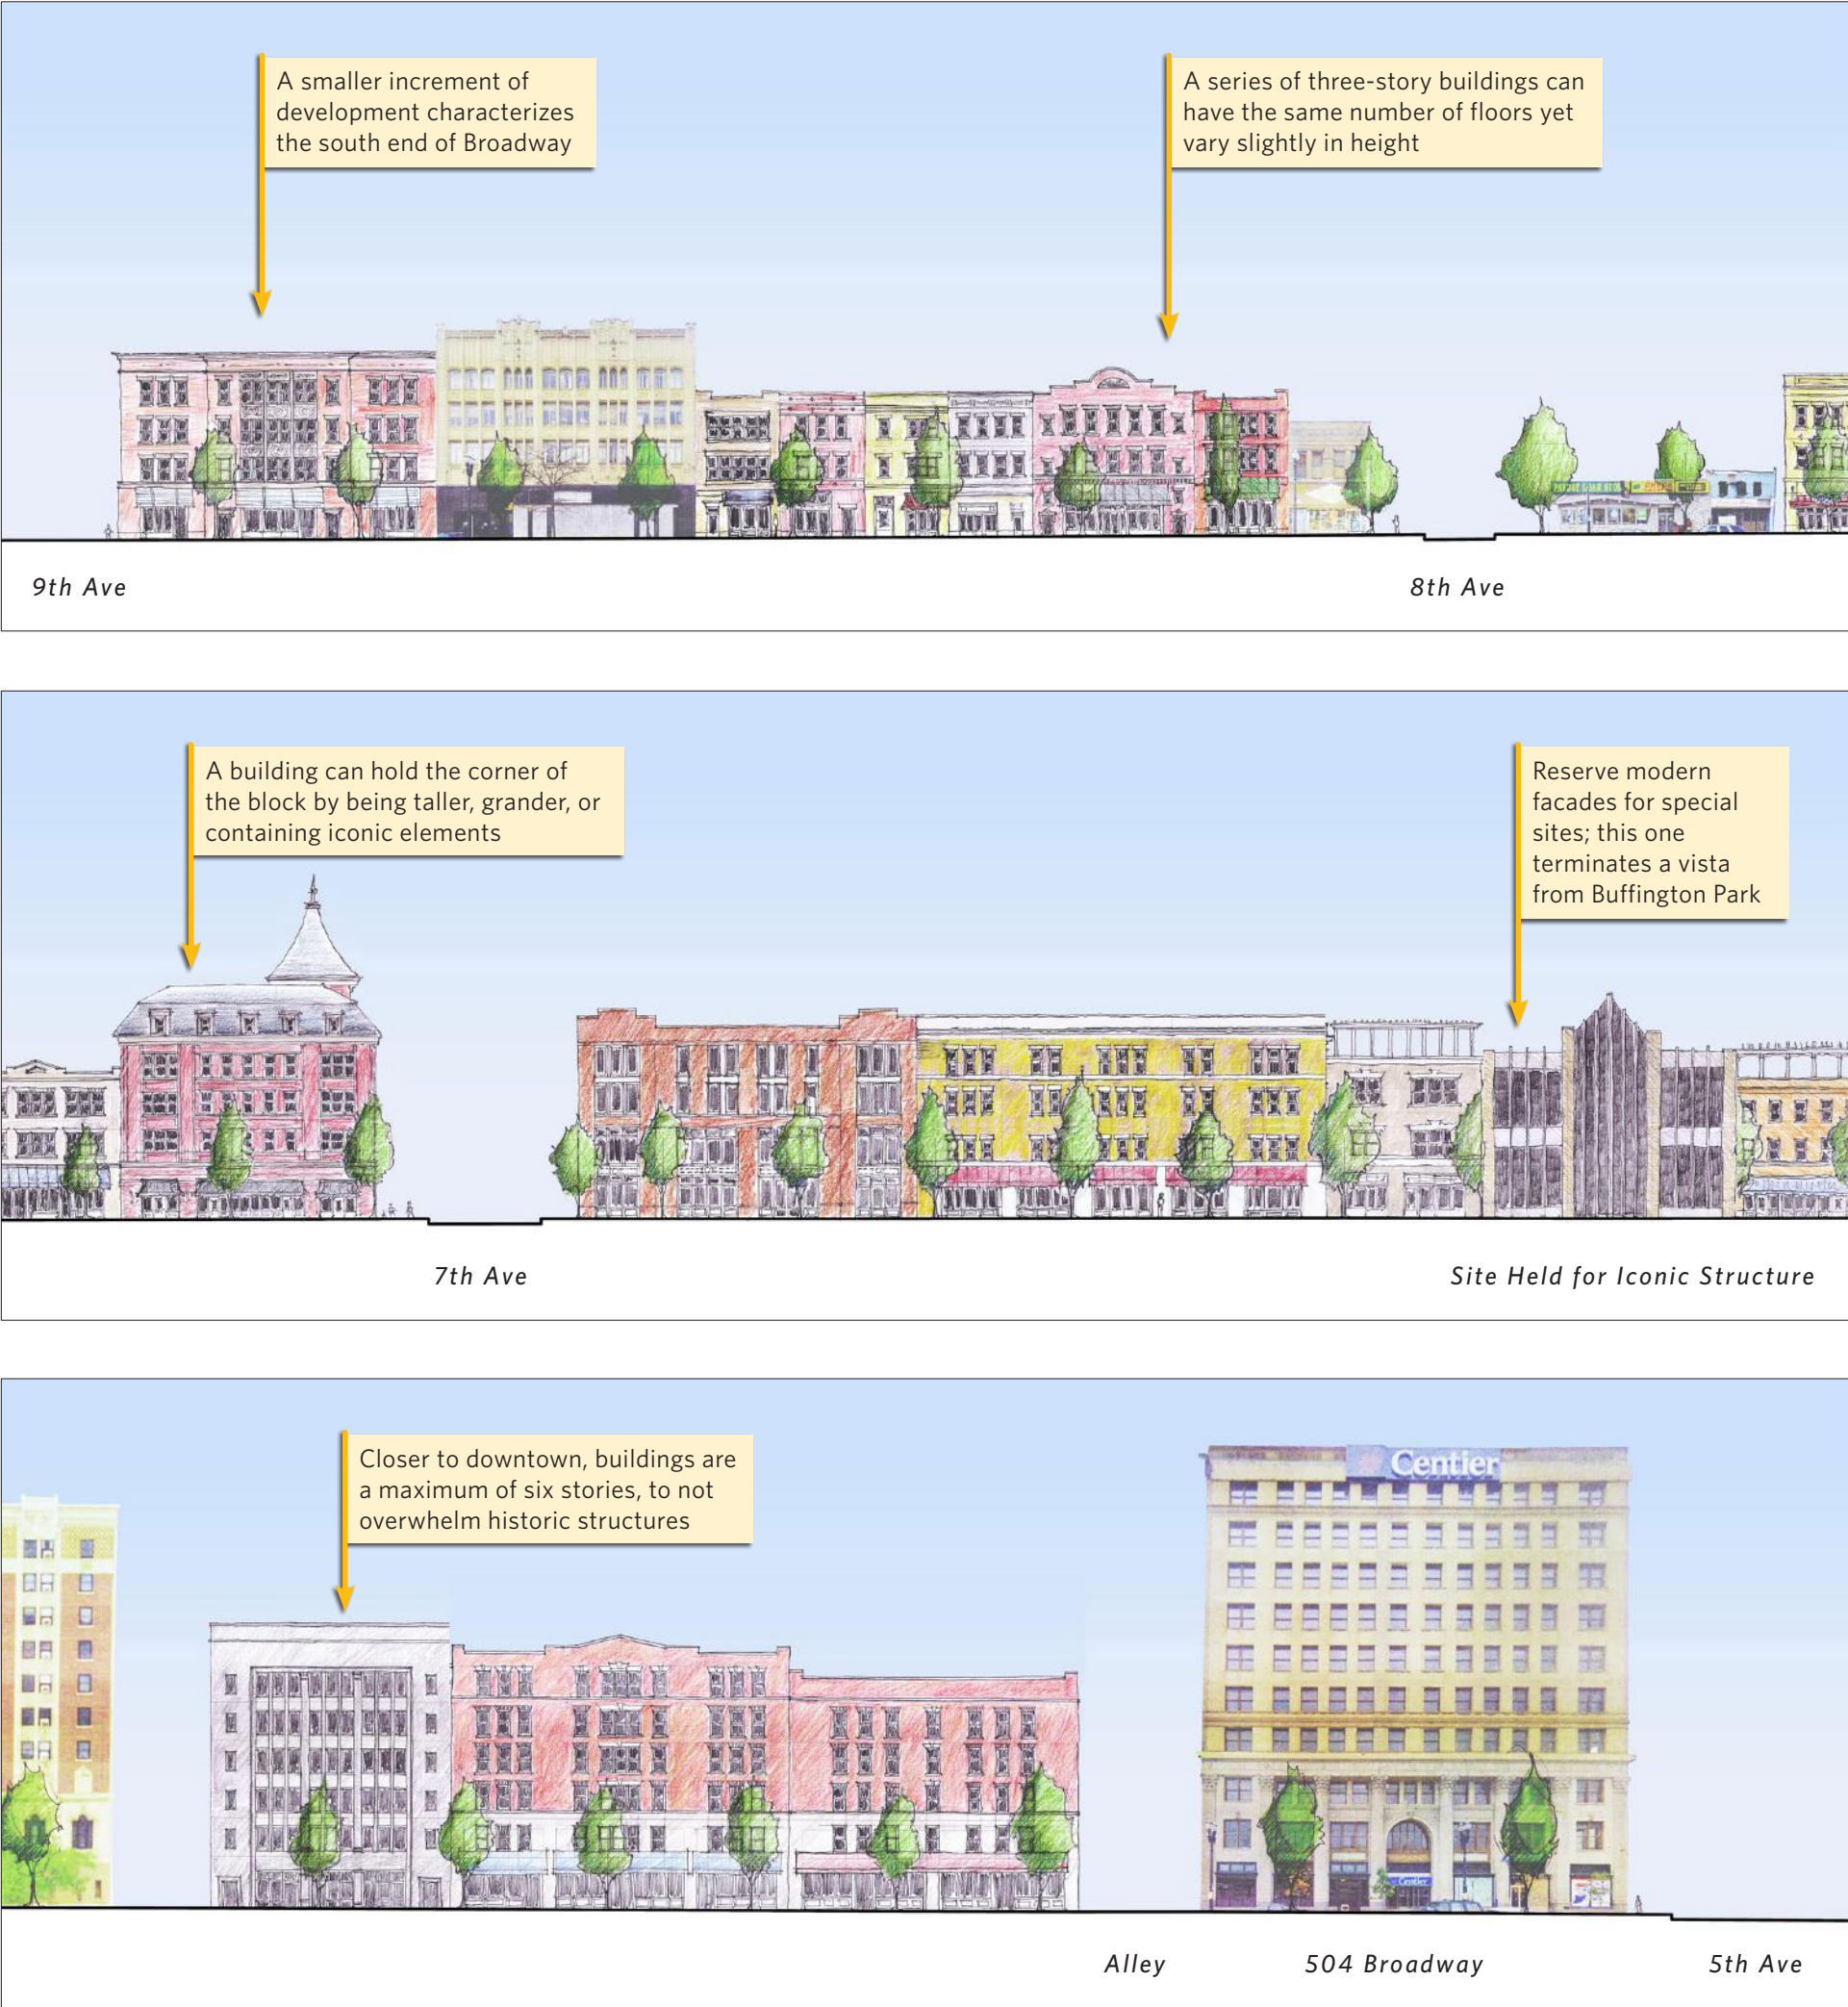 A smaller increment of
development characterizes
the south end of Broadway
A series of three-story buildings can
have the same number of floors yet
vary slightly in height
9th Ave
8th Ave
A building can hold the corner of
the block by being taller, grander, or
containing iconic elements
Reserve modern
facades for special
sites; this one
terminates a vista
from Buffington Park
7th Ave
Site Held for Iconic Structure
Closer to downtown, buildings are
a maximum of six stories, to not
overwhelm historic structures
Centier
Centier
Alley
504 Broadway
5th Ave